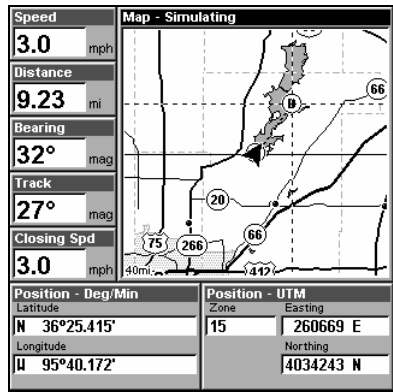 Speed
3.0 mph
Distance
9.23 mi
Bearing
32° mag
Track
27° mag
Closing Spd
3.0 mph
Map - Simulating
66
20
66
75
266
412
40mi
Position - Deg/Min
Latitude
N 36°25.415'
Longitude
W 95°40.172'
Position - UTM
Zone
Easting
15
260669 E
Northing
4034243 N